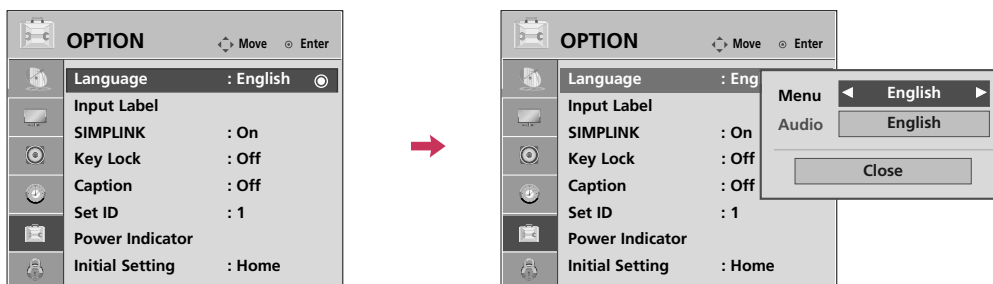 OPTION Move Enter
Language : English
Input Label
SIMPLINK : On
Key Lock : Off
Caption : Off
Set ID : 1
Power Indicator
Initial Setting : Home
OPTION Move Enter
Language : Eng
Input Label
SIMPLINK : On
Key Lock : Off
Caption : Off
Set ID : 1
Power Indicator
Initial Setting : Home
Menu English
Audio English
Close